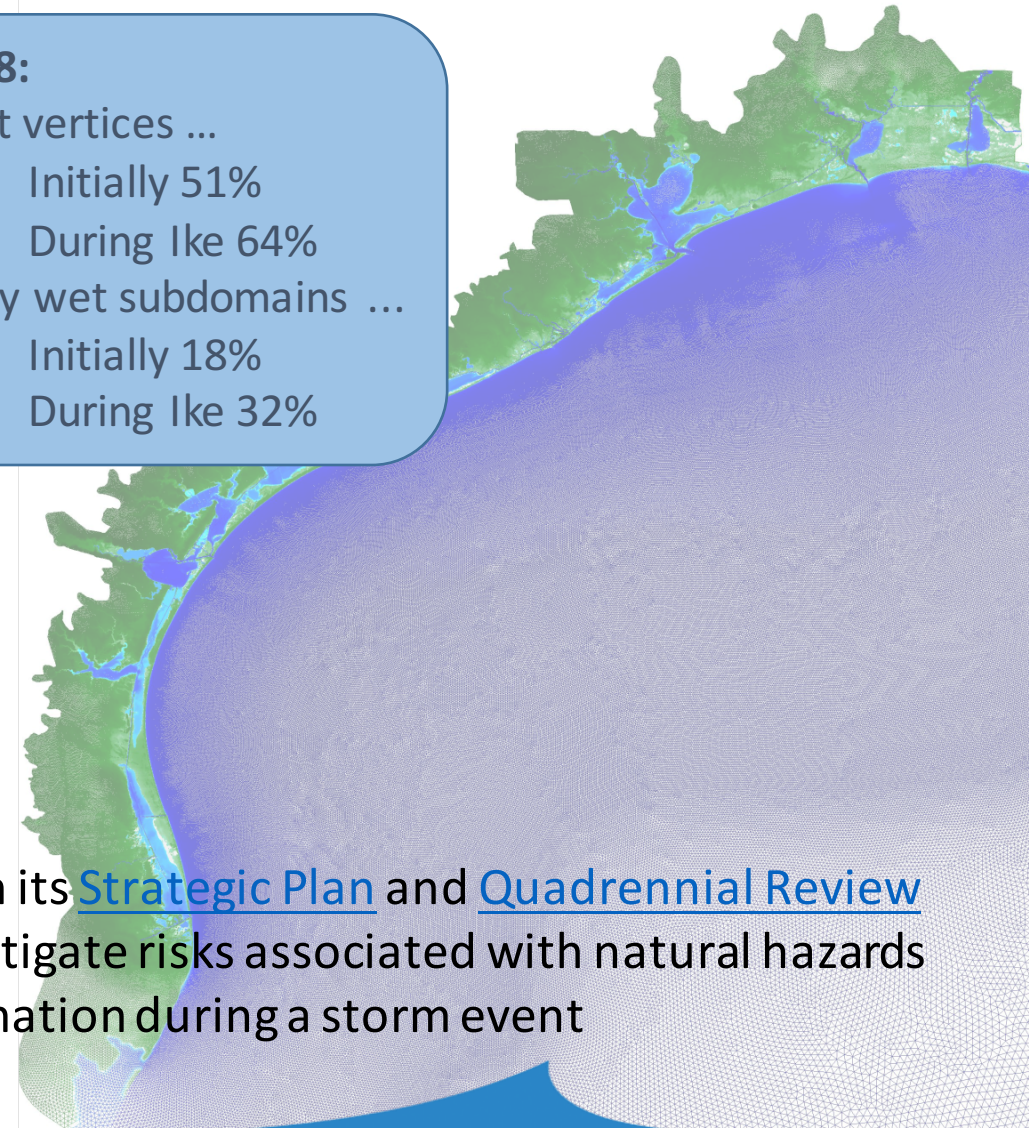 8:
t vertices ...
Initially 51%
During Ike 64%
y wet subdomains ...
Initially 18%
During Ike 32%
its Strategic Plan and Quadrennial Review
tigate risks associated with natural hazards
nation during a storm event